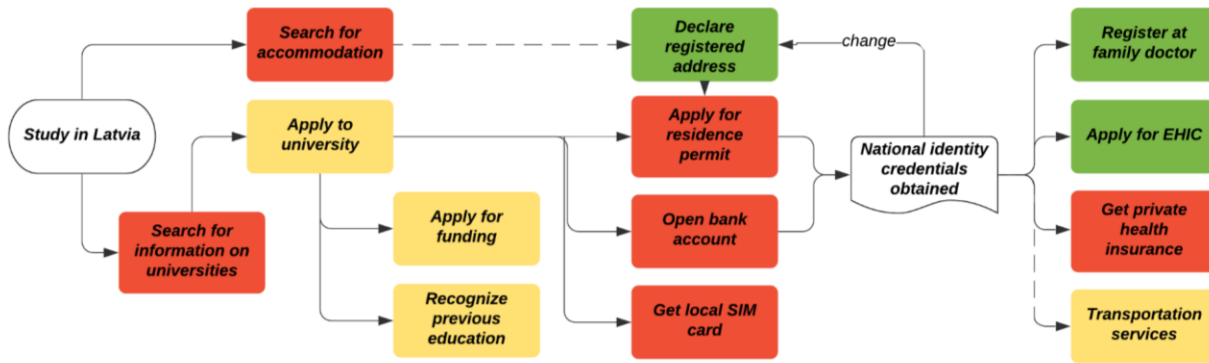 Study in Latvia
Search for
accommodation
Search for
information on
universities
Apply to
university
Apply for
funding
Recognize
previous
education
Declare
registered
address
Apply for
residence
permit
Open bank
account
Get local SIM
card
change
National identity
credentials
obtained
Register at
family doctor
Apply for EHIC
Get private
health
insurance
Transportation
services